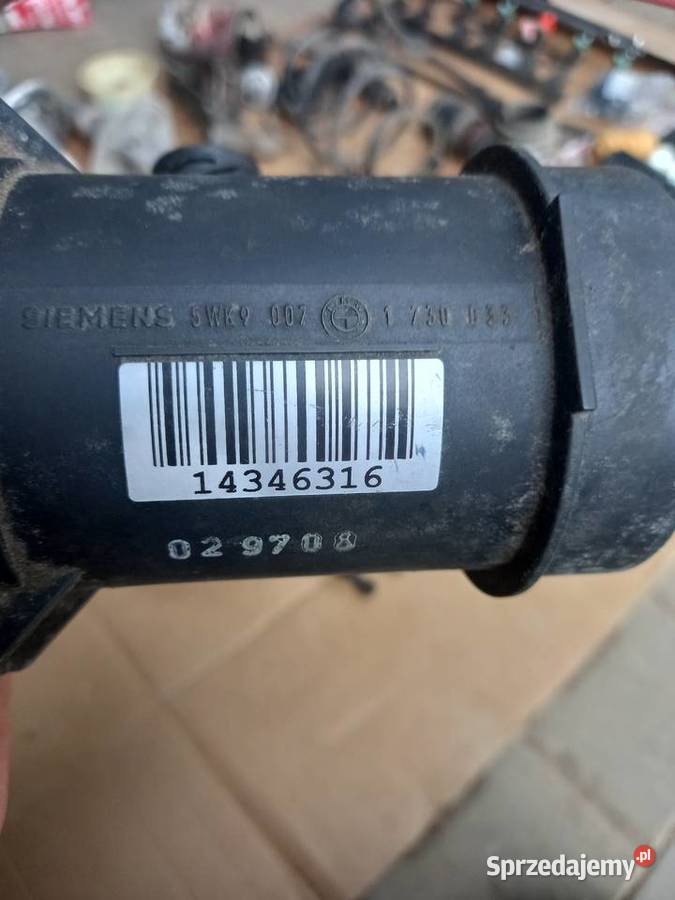 SIEMENS 5WK9 007 1 730 033
14346316
029708
Sprzedajemy.pl